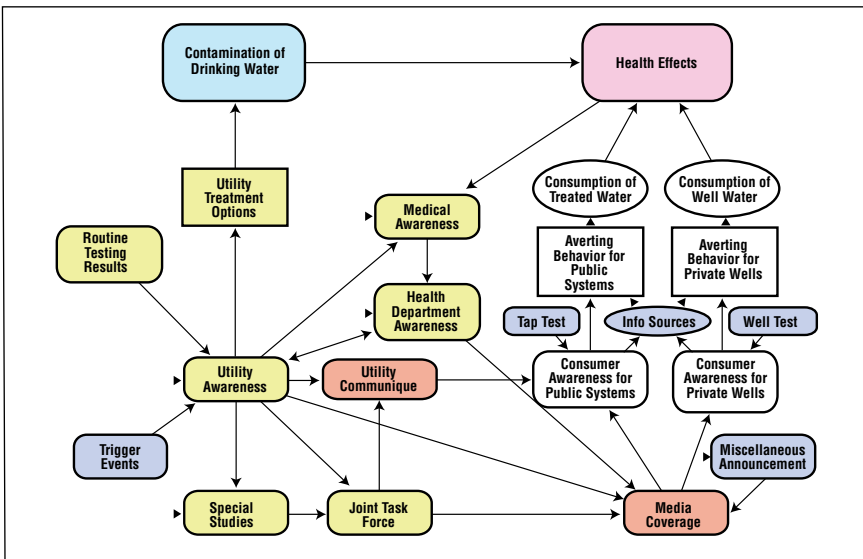 Contamination of
Drinking Water
Health Effects
Utility
Treatment
Options
Medical
Awareness
Consumption of
Treated Water
Consumption of
Well Water
Routine
Testing
Results
Averting
Behavior for
Public
Systems
Averting
Behavior for
Private Wells
Health
Department
Awareness
Tap Test
Info Sources
Well Test
Utility
Awareness
Utility
Communique
Consumer
Awareness for
Public Systems
Consumer
Awareness for
Private Wells
Trigger
Events
Miscellaneous
Announcement
Special
Studies
Joint Task
Force
Media
Coverage